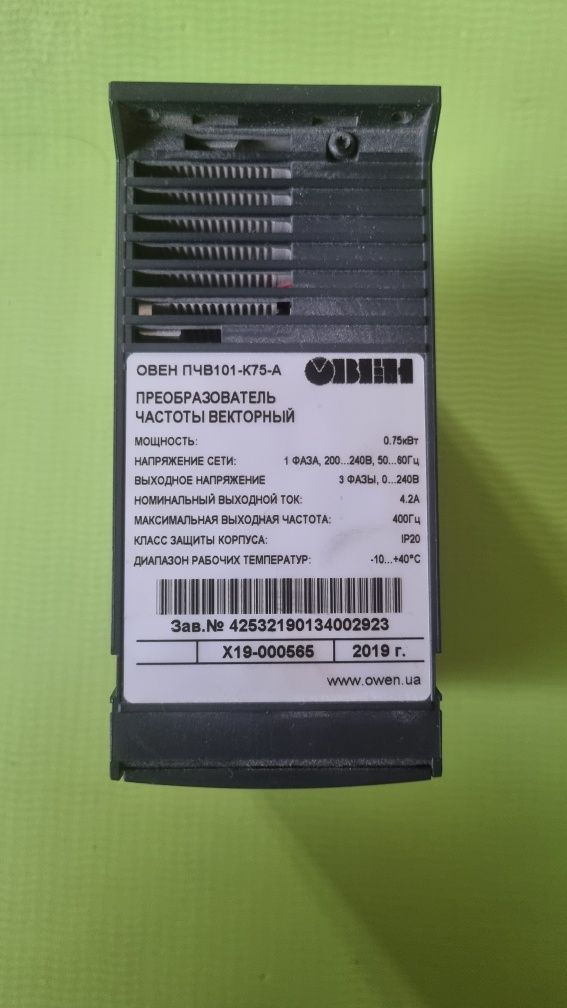 ОВЕН ПЧВ101-К75-А ОВЕН
ПРЕОБРАЗОВАТЕЛЬ
ЧАСТОТЫ ВЕКТОРНЫЙ
МОЩНОСТЬ: 0.75кВт
НАПРЯЖЕНИЕ СЕТИ: 1 ФАЗА, 200...240В, 50...60Гц
ВЫХОДНОЕ НАПРЯЖЕНИЕ 3 ФАЗЫ, 0...240В
НОМИНАЛЬНЫЙ ВЫХОДНОЙ ТОК: 4.2А
МАКСИМАЛЬНАЯ ВЫХОДНАЯ ЧАСТОТА: 400Гц
КЛАСС ЗАЩИТЫ КОРПУСА: IP20
ДИАПАЗОН РАБОЧИХ ТЕМПЕРАТУР: -10...+40°С
Зав.№ 42532190134002923
X19-000565 2019 г.
www.owen.ua